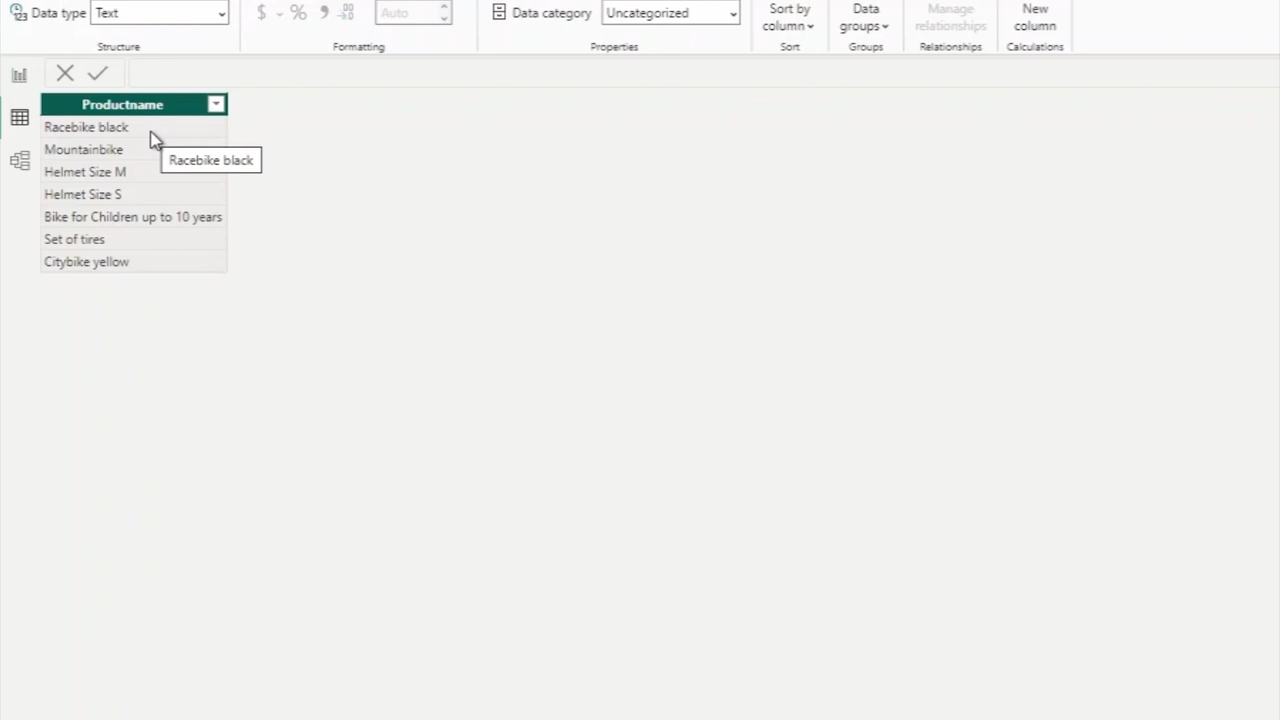 Data type Text
$ % Auto
Data category Uncategorized
Sort by column
Data groups
Manage relationships
New column
Structure Formatting Properties Sort Groups Relationships Calculations
Productname
Racebike black
Mountainbike
Racebike black
Helmet Size M
Helmet Size S
Bike for Children up to 10 years
Set of tires
Citybike yellow